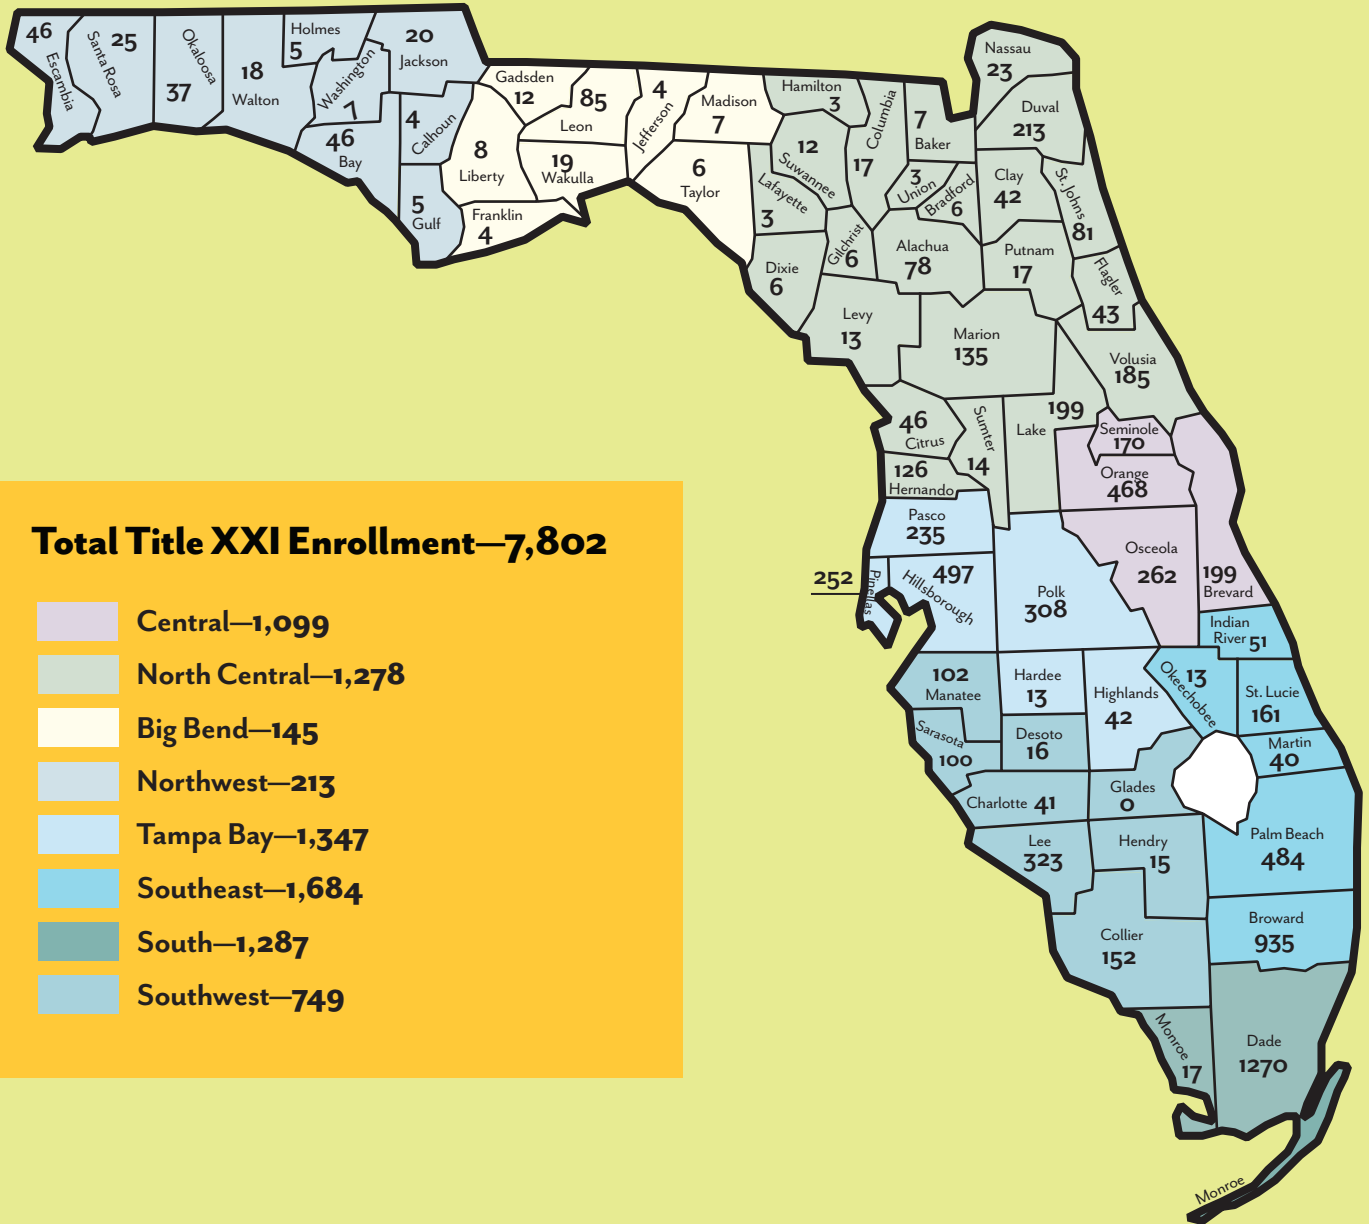 46
Escambia
Santa Rosa
25
Okaloosa
37
18
Walton
Holmes
5
Washington
7
20
Jackson
46
Bay
4
Calhoun
5
Gulf
Gadsden
12
85
Leon
4
Jefferson
Madison
7
8
Liberty
19
Wakulla
Franklin
4
6
Taylor
Hamilton
3
12
Suwannee
Lafayette
3
Columbia
17
7
Baker
Nassau
23
Duval
213
3
Union
Bradford
6
Clay
42
St. Johns
81
Gilchrist
6
Alachua
78
Putnam
17
Flagler
43
Dixie
6
Levy
13
Marion
135
Volusia
185
46
Citrus
Sumter
14
199
Lake
Seminole
170
126
Hernando
Orange
468
Pasco
235
Osceola
262
199
Brevard
252
Pinellas
497
Hillsborough
Polk
308
Indian
River 51
102
Manatee
Hardee
13
Highlands
42
13
Okeechobee
St. Lucie
161
Sarasota
100
Desoto
16
Martin
40
Charlotte 41
Glades
0
Palm Beach
484
Lee
323
Hendry
15
Broward
935
Collier
152
Monroe
17
Dade
1270
Monroe
Total Title XXI Enrollment—7,802
Central—1,099
North Central—1,278
Big Bend—145
Northwest—213
Tampa Bay—1,347
Southeast—1,684
South—1,287
Southwest—749